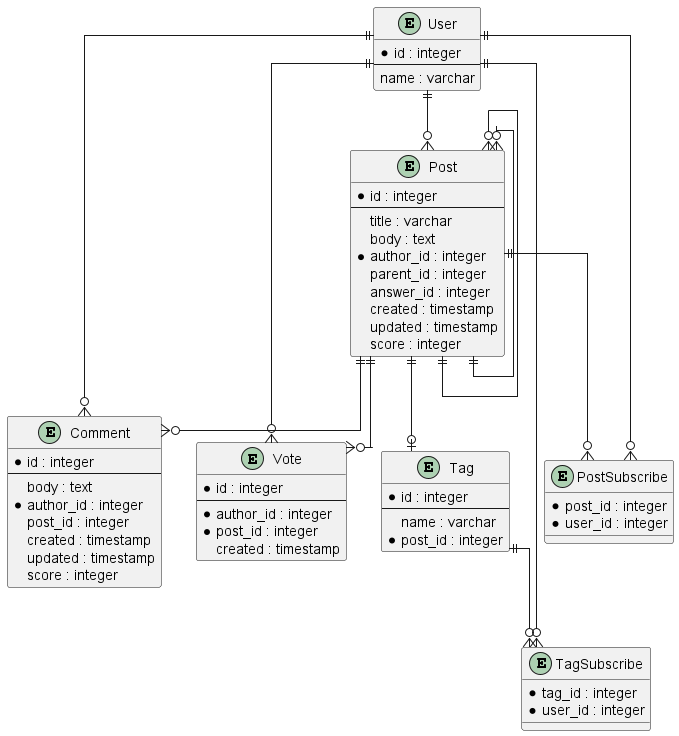 E User
* id : integer
name : varchar
E Post
* id : integer
title : varchar
body : text
* author_id : integer
parent_id : integer
answer_id : integer
created : timestamp
updated : timestamp
score : integer
E Comment
* id : integer
body : text
* author_id : integer
post_id : integer
created : timestamp
updated : timestamp
score : integer
E Vote
* id : integer
* author_id : integer
* post_id : integer
created : timestamp
E Tag
* id : integer
name : varchar
* post_id : integer
E PostSubscribe
* post_id : integer
* user_id : integer
E TagSubscribe
* tag_id : integer
* user_id : integer